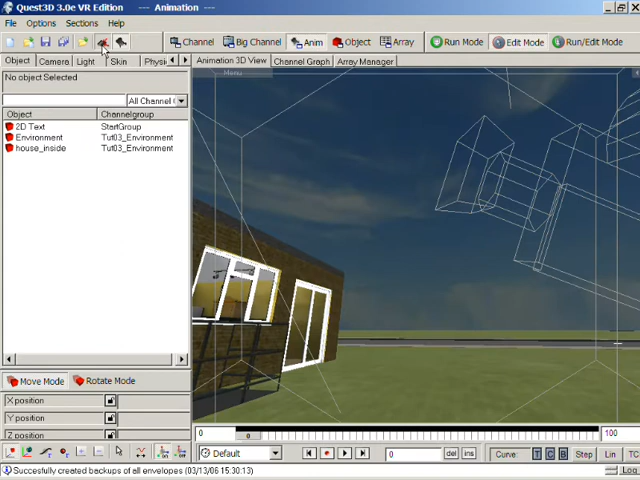 Quest3D 3.0e VR Edition ---- Animation ----
File Options Sections Help
Channel Big Channel Anim Object Array Run Mode Edit Mode Run/Edit Mode
Object Camera Light Skin Physi Animation 3D View Channel Graph Array Manager
No object Selected
Menu
All Channel
Object Channelgroup
2D Text StartGroup
Environment Tut03_Environment
house_inside Tut03_Environment
Move Mode Rotate Mode
X position
Y position
Z position
0 0 100
Default 0 del ins Curve: T C B Step Lin TC
Succesfully created backups of all envelopes (03/13/06 15:30:13) Log